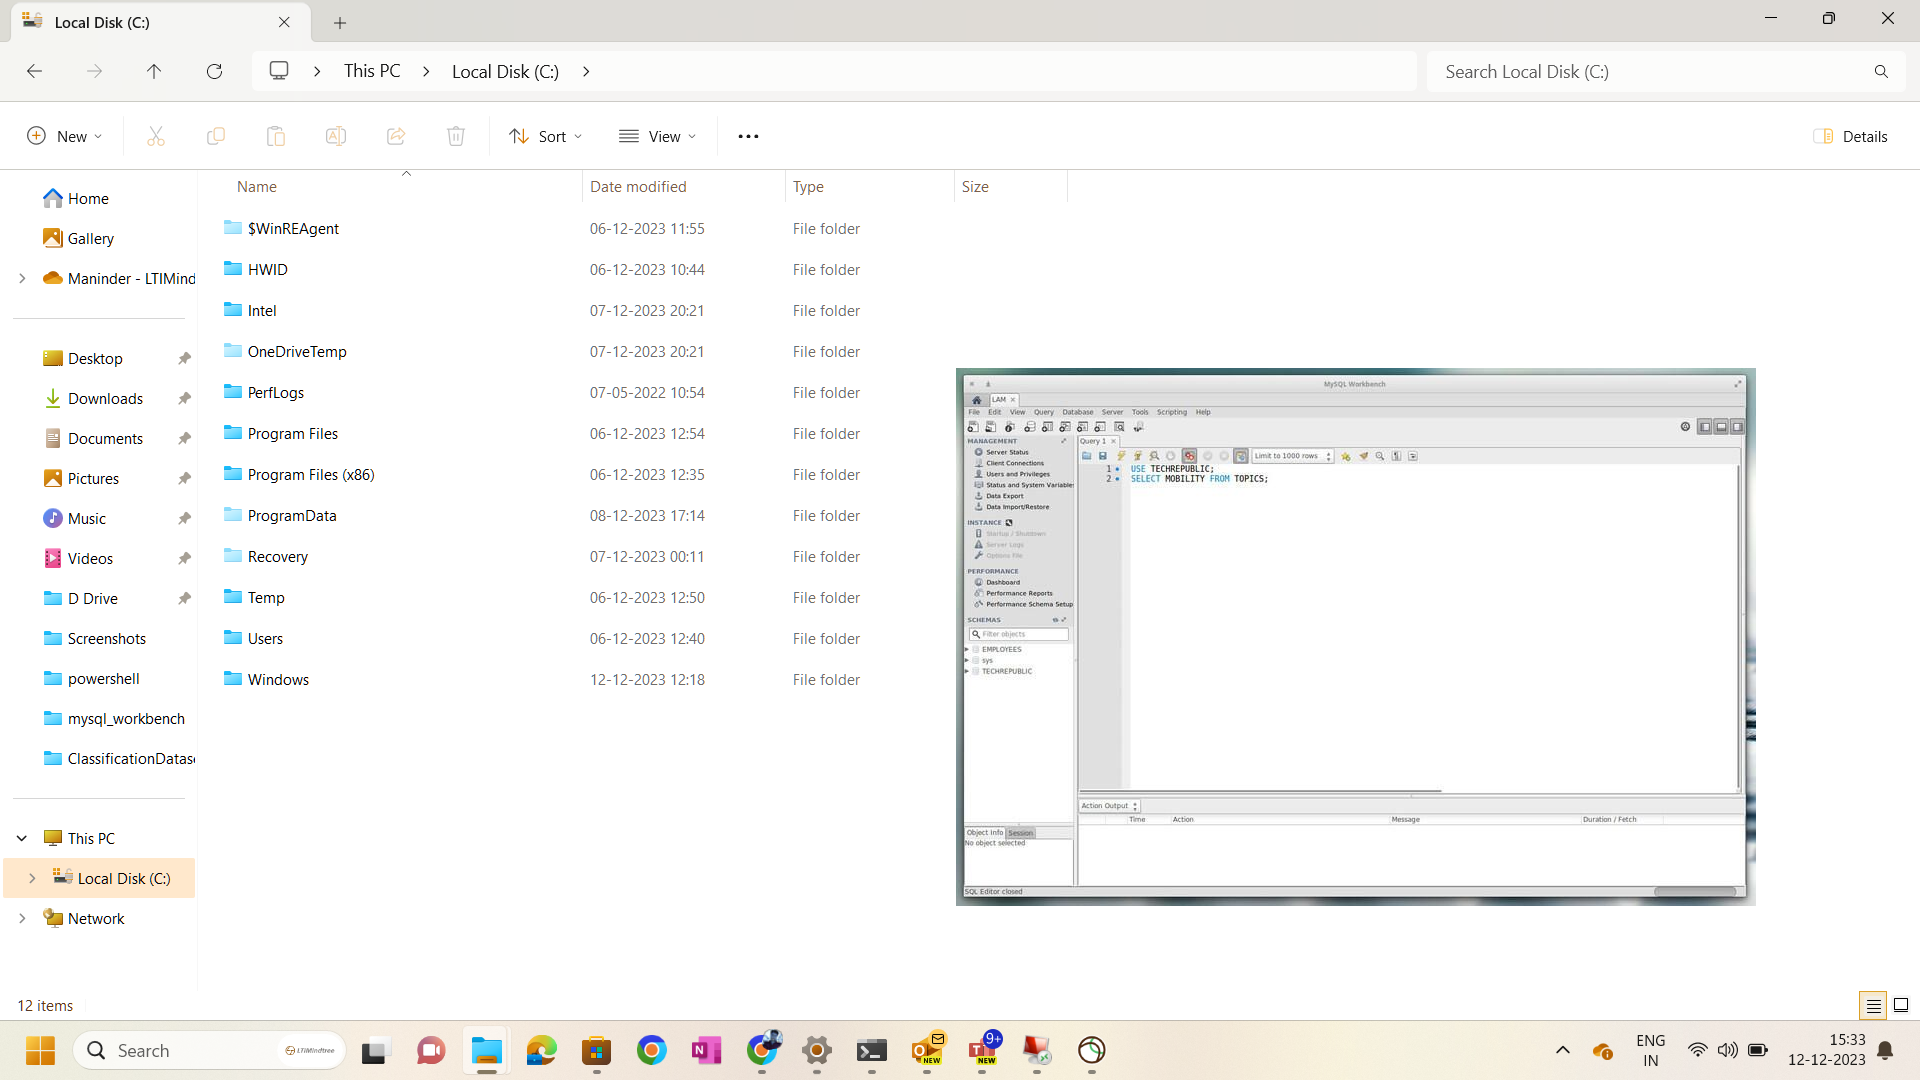 Local Disk (C:)
This PC
Local Disk (C:)
Search Local Disk (C:)
New
Sort
View
Details
Name
Date modified
Type
Size
Home
Gallery
Maninder - LTIMind
Desktop
Downloads
Documents
Pictures
Music
Videos
D Drive
Screenshots
powershell
mysql_workbench
ClassificationDatas
This PC
Local Disk (C:)
Network
$WinREAgent 06-12-2023 11:55 File folder
HWID 06-12-2023 10:44 File folder
Intel 07-12-2023 20:21 File folder
OneDriveTemp 07-12-2023 20:21 File folder
PerfLogs 07-05-2022 10:54 File folder
Program Files 06-12-2023 12:54 File folder
Program Files (x86) 06-12-2023 12:35 File folder
ProgramData 08-12-2023 17:14 File folder
Recovery 07-12-2023 00:11 File folder
Temp 06-12-2023 12:50 File folder
Users 06-12-2023 12:40 File folder
Windows 12-12-2023 12:18 File folder
MySQL Workbench
LAM
File Edit View Query Database Server Tools Scripting Help
MANAGEMENT
Server Status
Client Connections
Users and Privileges
Status and System Variables
Data Export
Data Import/Restore
INSTANCE
Startup / Shutdown
Server Logs
Options File
PERFORMANCE
Dashboard
Performance Reports
Performance Schema Setup
SCHEMAS
Filter objects
EMPLOYEES
sys
TECHREPUBLIC
Object Info Session
No object selected
SQL Editor closed
Query 1
Limit to 1000 rows
1 USE TECHREPUBLIC;
2 SELECT MOBILITY FROM TOPICS;
Action Output
Time Action Message Duration / Fetch
12 items
Search
LTIMindtree
NEW
9+
NEW
ENG
IN
15:33
12-12-2023